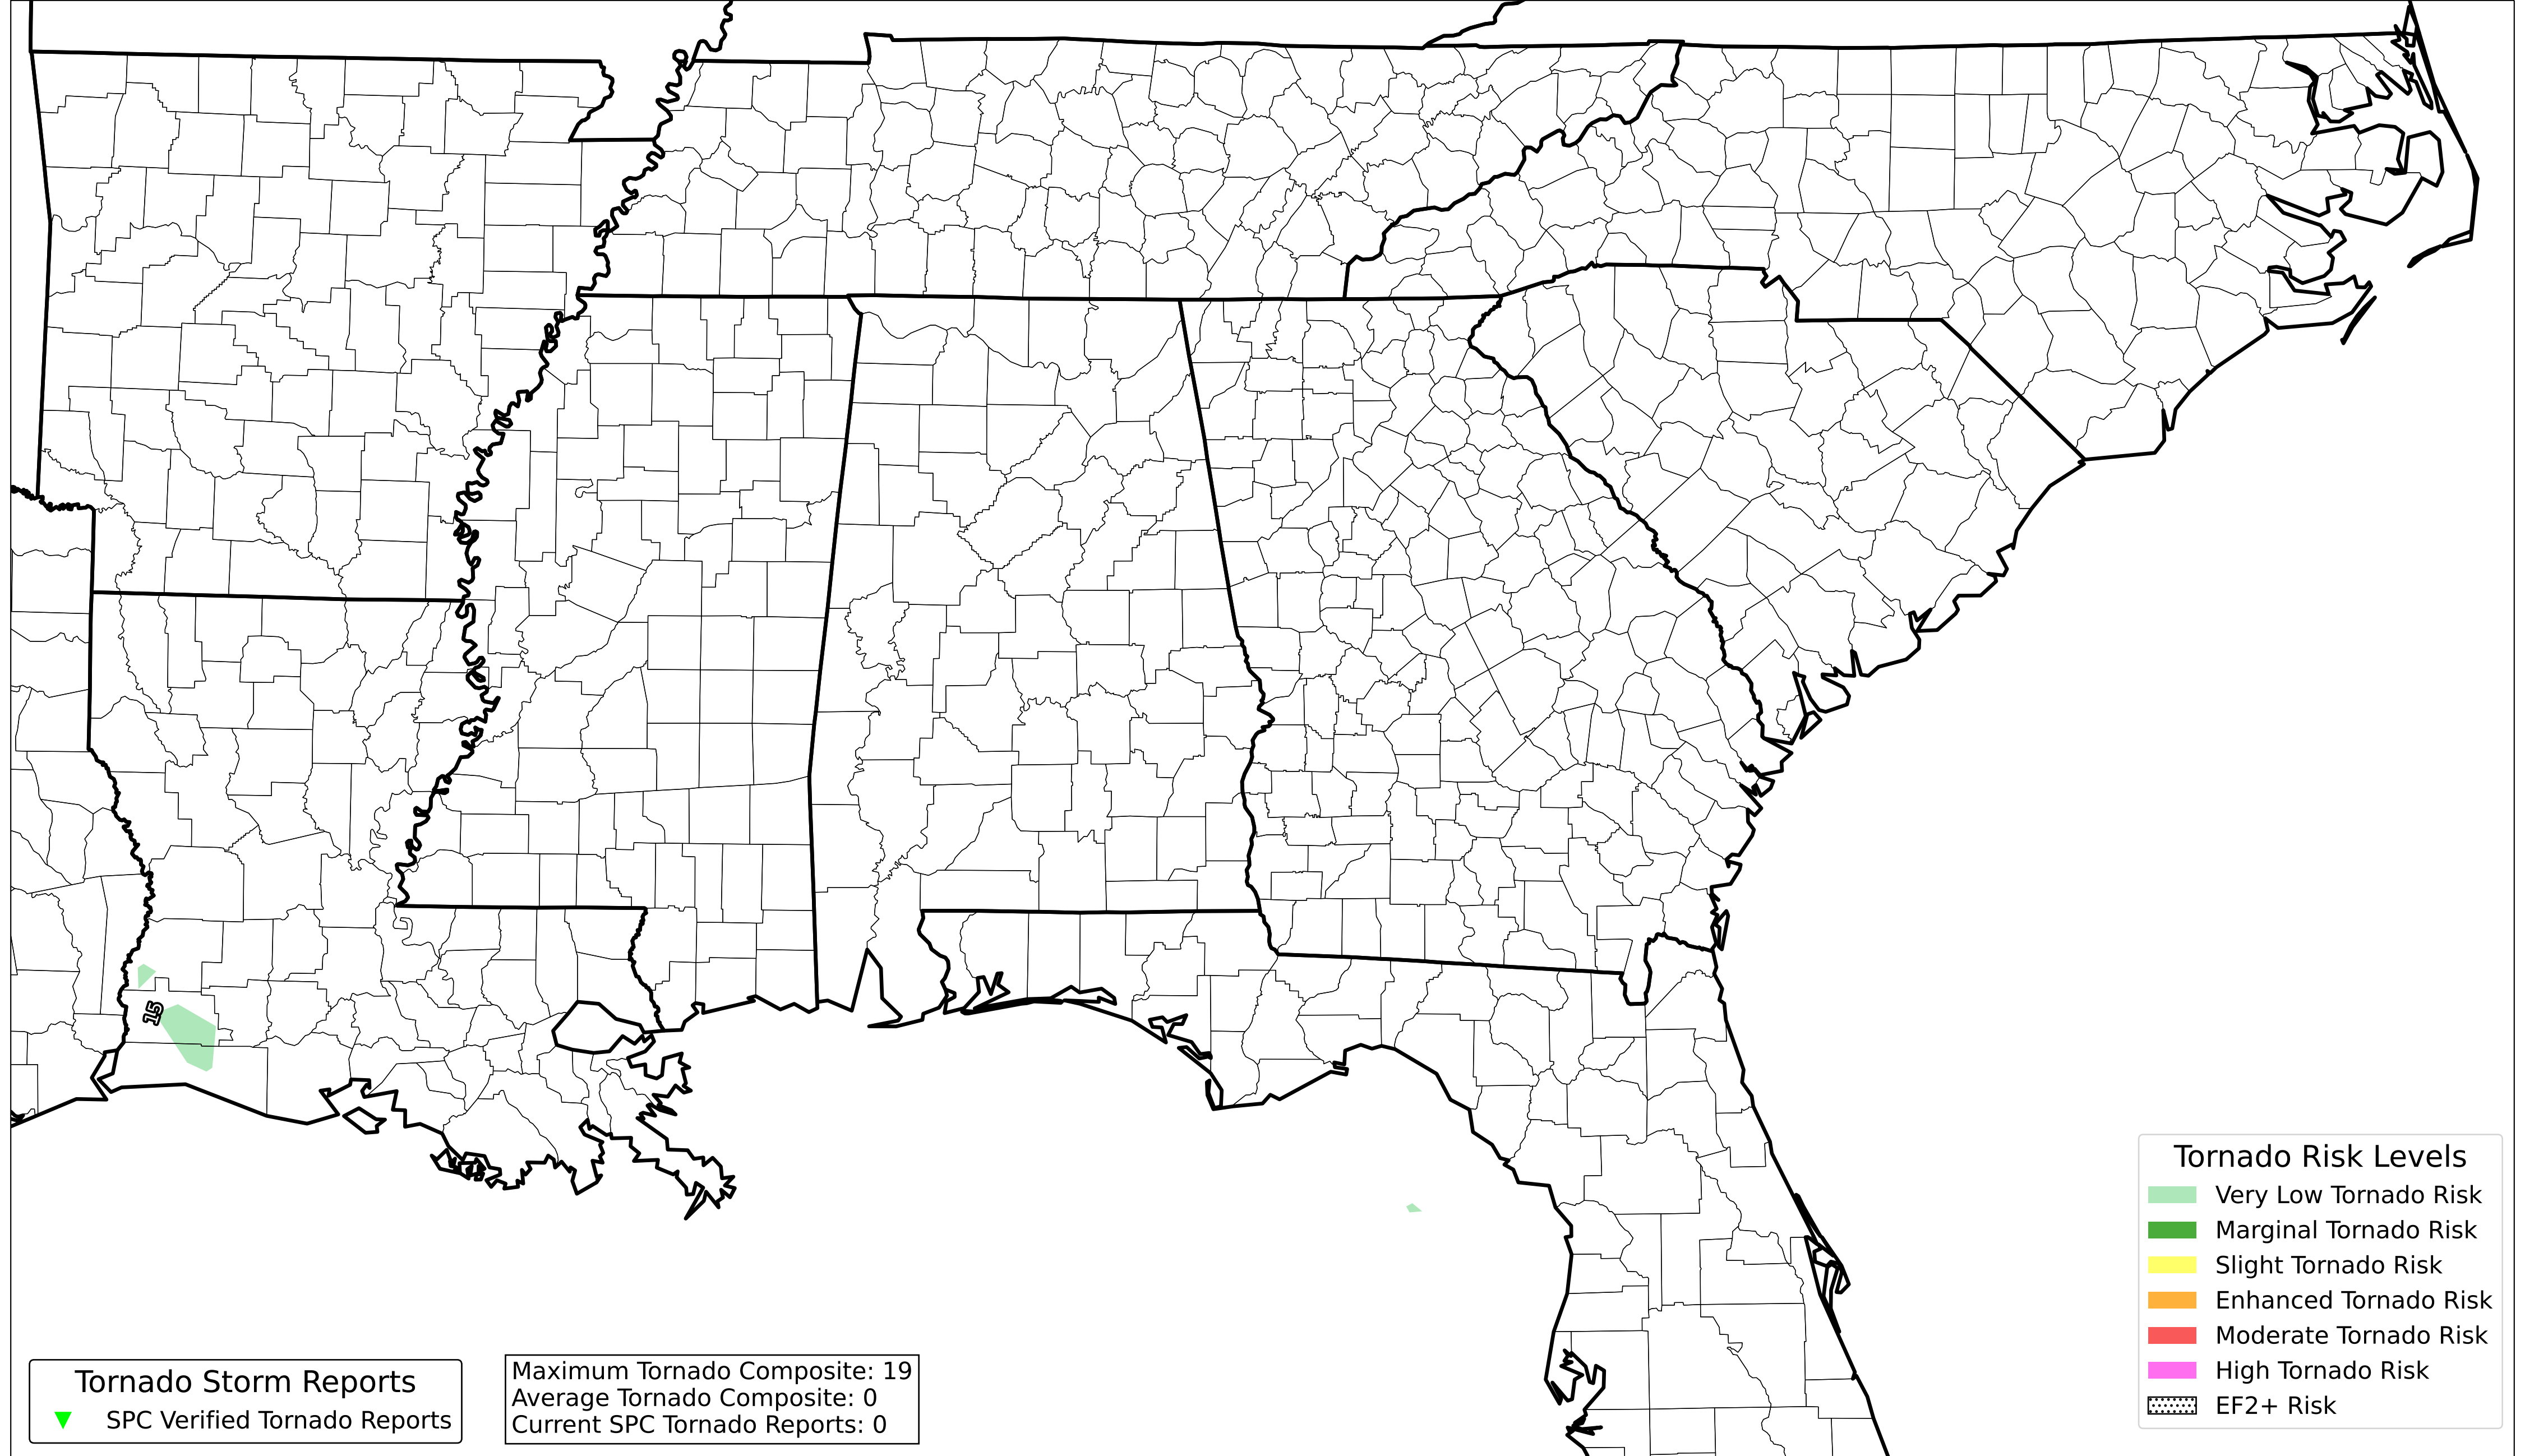 15
Tornado Risk Levels
Very Low Tornado Risk
Marginal Tornado Risk
Slight Tornado Risk
Enhanced Tornado Risk
Moderate Tornado Risk
High Tornado Risk
EF2+ Risk
Tornado Storm Reports
SPC Verified Tornado Reports
Maximum Tornado Composite: 19
Average Tornado Composite: 0
Current SPC Tornado Reports: 0